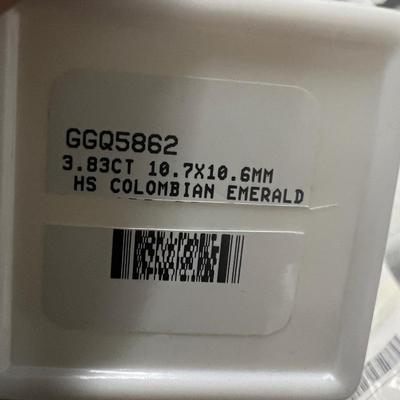 GGQ5862
3.83CT 10.7X10.6MM
HS COLOMBIAN EMERALD